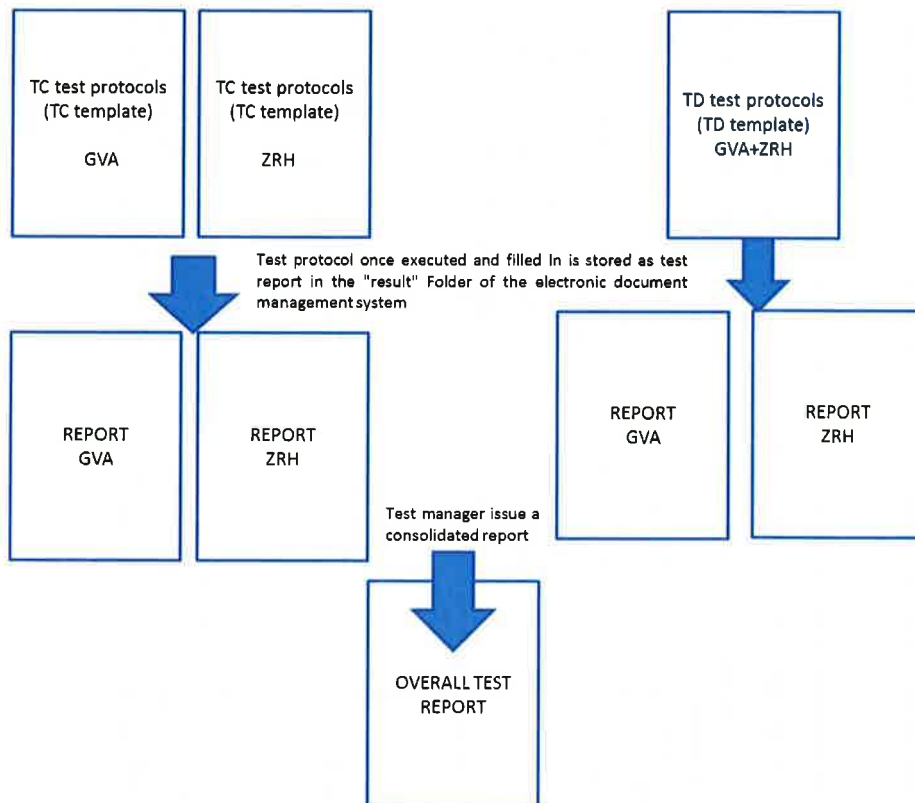 TC test protocols
(TC template)
GVA
TC test protocols
(TC template)
ZRH
TD test protocols
(TD template)
GVA+ZRH
Test protocol once executed and filled In is stored as test
report in the "result" Folder of the electronic document
management system
REPORT
GVA
REPORT
ZRH
REPORT
GVA
REPORT
ZRH
Test manager issue a
consolidated report
OVERALL TEST
REPORT